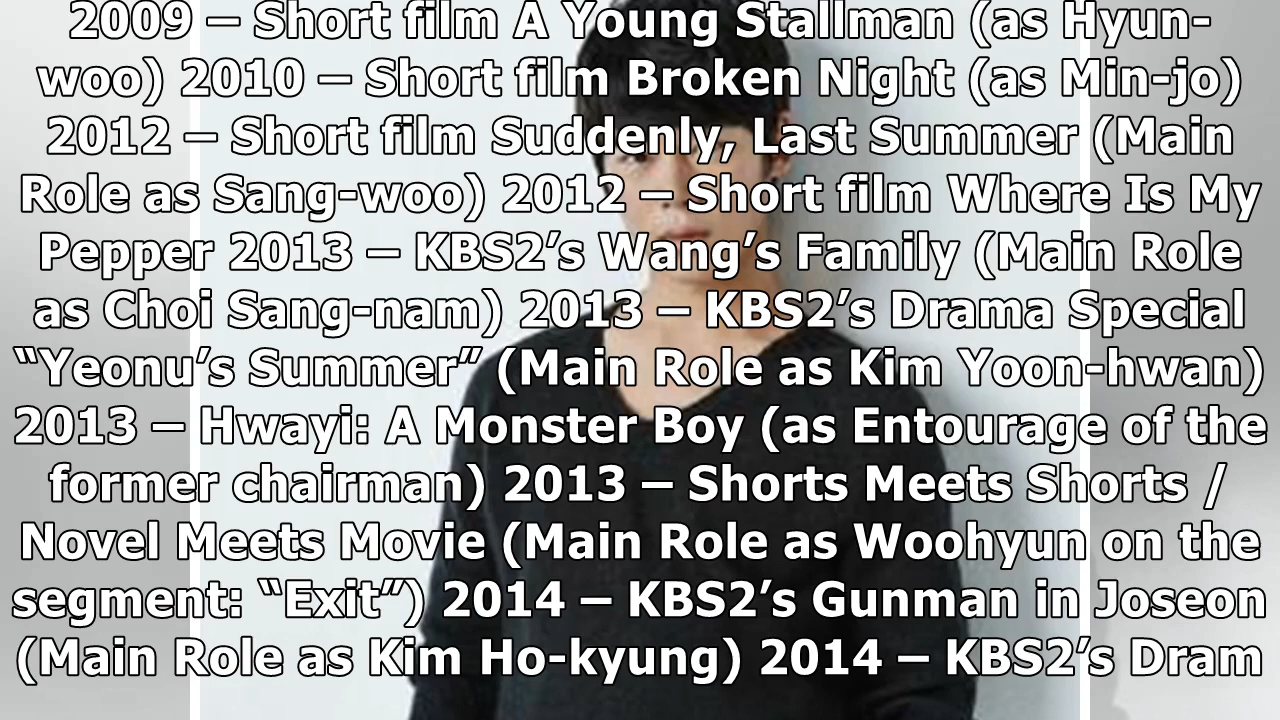 2009 – Short film A Young Stallman (as Hyun-
woo) 2010 – Short film Broken Night (as Min-jo)
2012 – Short film Suddenly, Last Summer (Main
Role as Sang-woo) 2012 – Short film Where Is My
Pepper 2013 – KBS2’s Wang’s Family (Main Role
as Choi Sang-nam) 2013 – KBS2’s Drama Special
“Yeonu’s Summer” (Main Role as Kim Yoon-hwan)
2013 – Hwayi: A Monster Boy (as Entourage of the
former chairman) 2013 – Shorts Meets Shorts /
Novel Meets Movie (Main Role as Woohyun on the
segment: “Exit”) 2014 – KBS2’s Gunman in Joseon
(Main Role as Kim Ho-kyung) 2014 – KBS2’s Dram